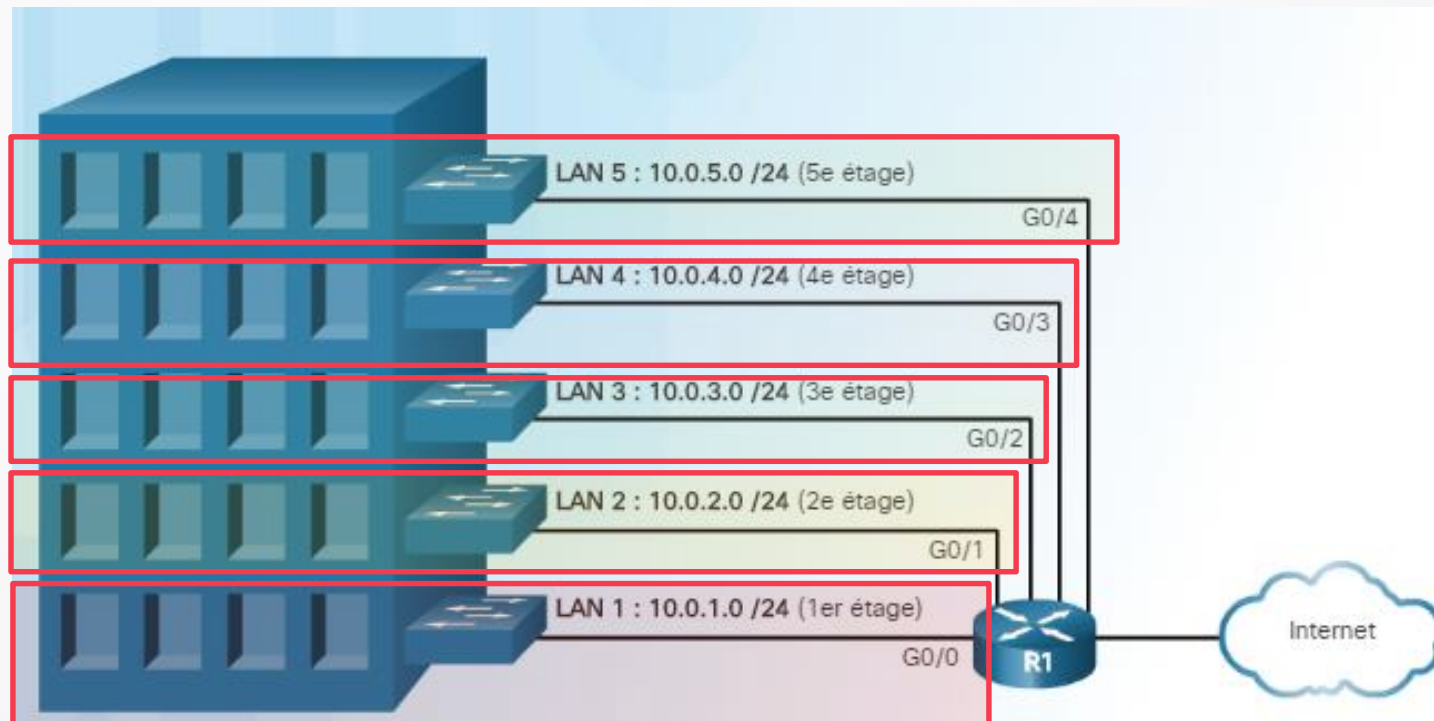 LAN 5 : 10.0.5.0 /24 (5e étage)
G0/4
LAN 4 : 10.0.4.0 /24 (4e étage)
G0/3
LAN 3 : 10.0.3.0 /24 (3e étage)
G0/2
LAN 2 : 10.0.2.0 /24 (2e étage)
G0/1
LAN 1 : 10.0.1.0 /24 (1er étage)
G0/0
R1
Internet